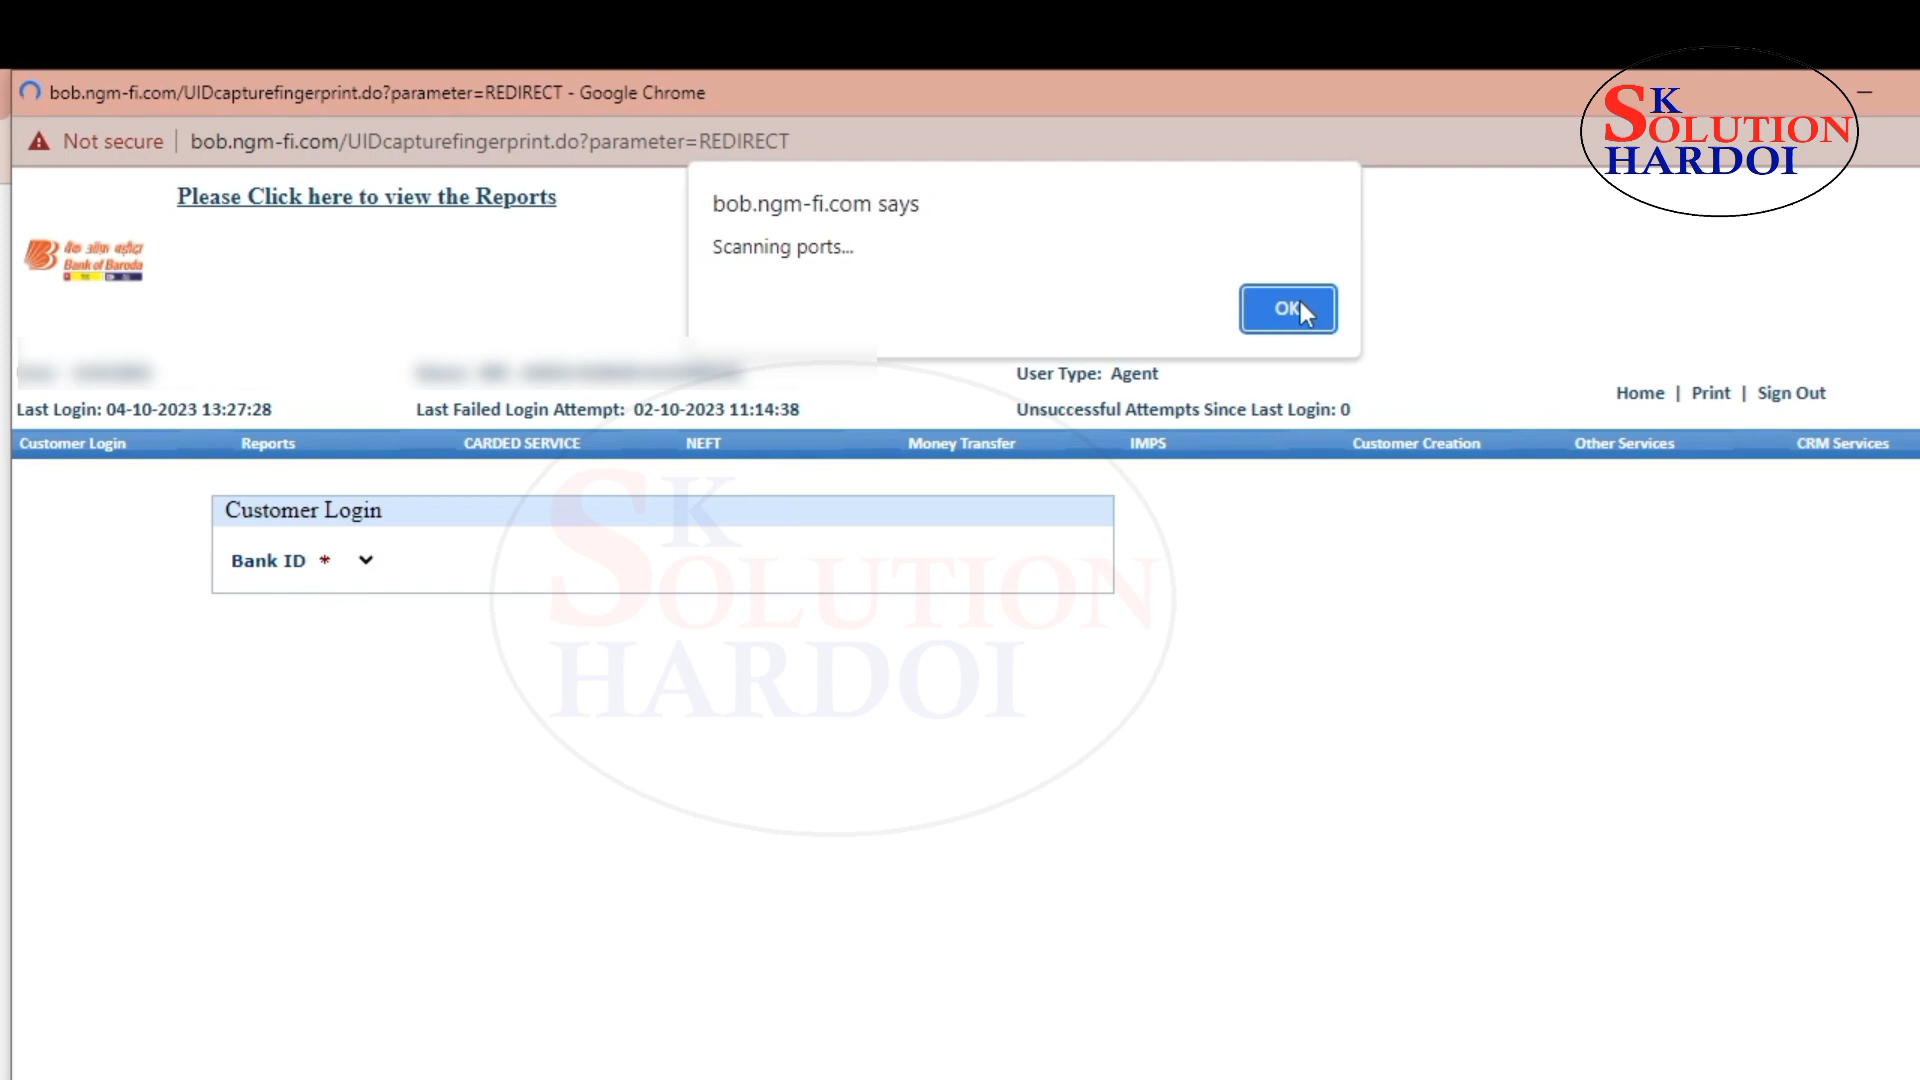 bob.ngm-fi.com/UIDcapturefingerprint.do?parameter=REDIRECT - Google Chrome
Not secure | bob.ngm-fi.com/UIDcapturefingerprint.do?parameter=REDIRECT
SK SOLUTION
HARDOI
Please Click here to view the Reports
bob.ngm-fi.com says
Scanning ports...
OK
बैंक ऑफ़ बड़ौदा
Bank of Baroda
User Type: Agent
Home | Print | Sign Out
Last Login: 04-10-2023 13:27:28 Last Failed Login Attempt: 02-10-2023 11:14:38 Unsuccessful Attempts Since Last Login: 0
Customer Login Reports CARDED SERVICE NEFT Money Transfer IMPS Customer Creation Other Services CRM Services
Customer Login
Bank ID *
SK SOLUTION
HARDOI